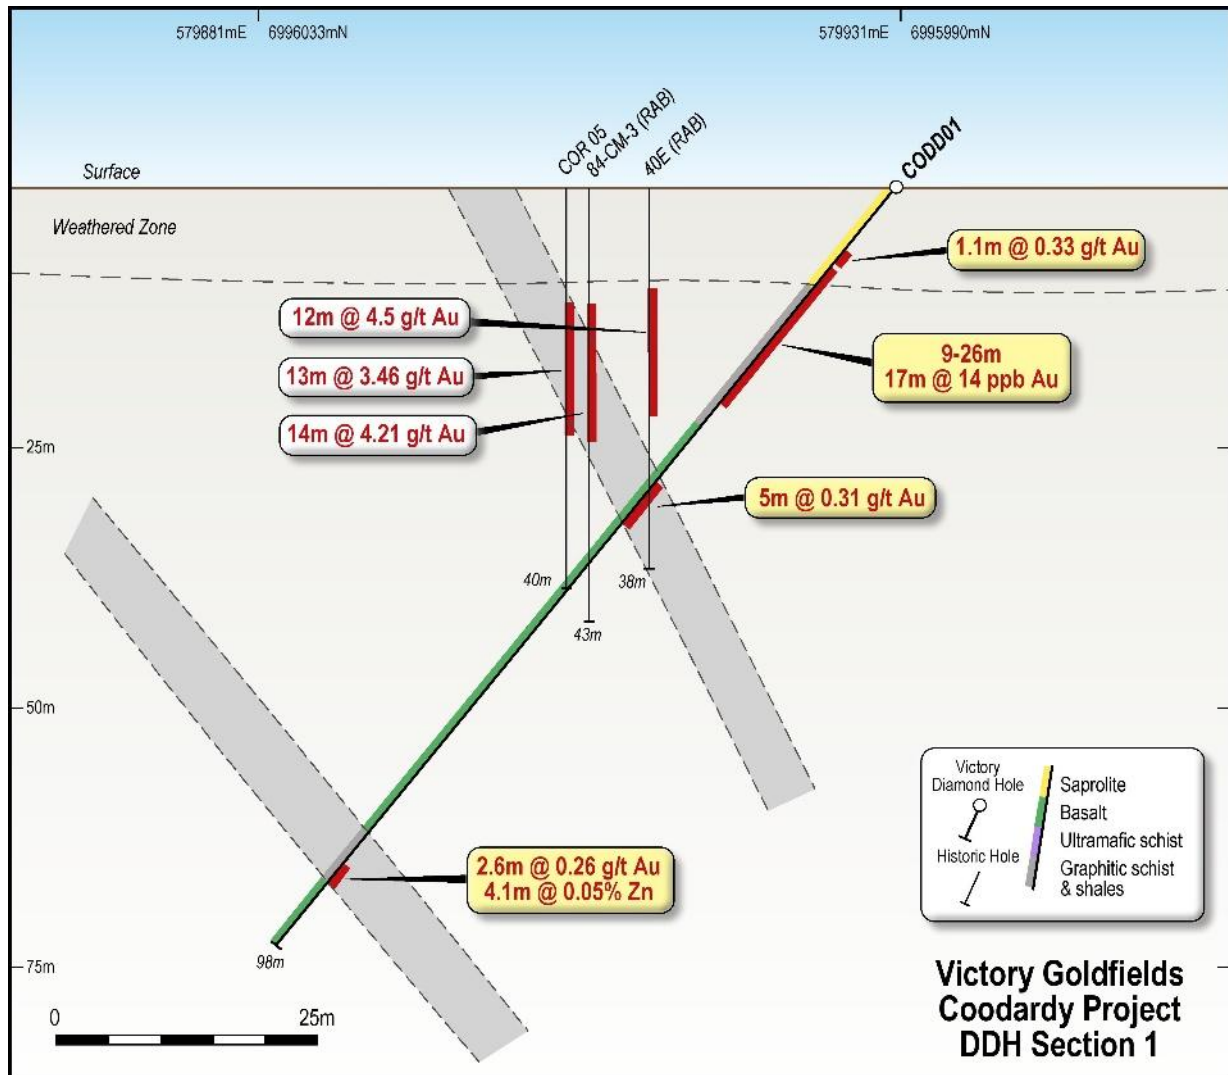 579881mE 6996033mN
579931mE 6995990mN
COR 05
84-CM-3 (RAB)
40E (RAB)
CODD01
Surface
Weathered Zone
1.1m @ 0.33 g/t Au
12m @ 4.5 g/t Au
9-26m
17m @ 14 ppb Au
13m @ 3.46 g/t Au
14m @ 4.21 g/t Au
25m
5m @ 0.31 g/t Au
40m
38m
43m
50m
Victory
Diamond Hole
Historic Hole
Saprolite
Basalt
Ultramafic schist
Graphitic schist
& shales
2.6m @ 0.26 g/t Au
4.1m @ 0.05% Zn
98m
75m
0 25m
Victory Goldfields
Coodardy Project
DDH Section 1